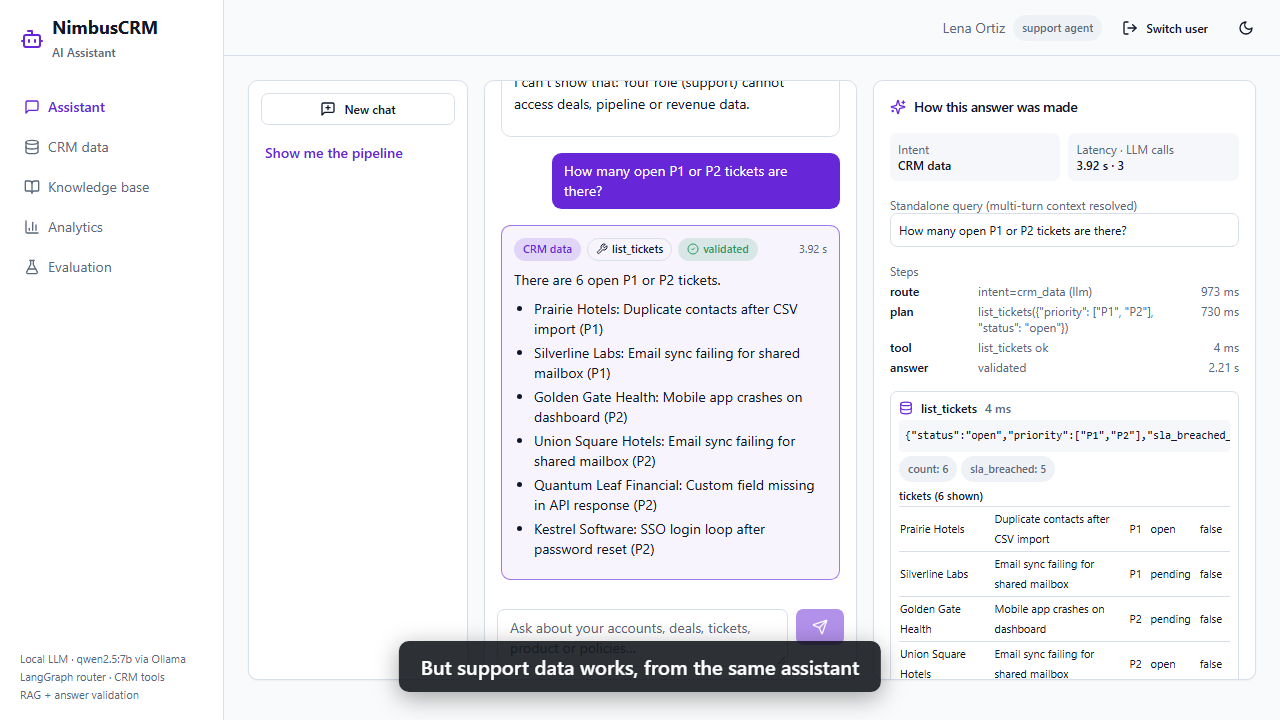 NimbusCRM
AI Assistant
Assistant
CRM data
Knowledge base
Analytics
Evaluation
Local LLM · qwen2.5:7b via Ollama
LangGraph router · CRM tools
RAG + answer validation
Lena Ortiz
support agent
Switch user
New chat
Show me the pipeline
I can't show that: Your role (support) cannot
access deals, pipeline or revenue data.
How many open P1 or P2 tickets are
there?
CRM data
list_tickets
validated
3.92 s
There are 6 open P1 or P2 tickets.
• Prairie Hotels: Duplicate contacts after CSV
import (P1)
• Silverline Labs: Email sync failing for shared
mailbox (P1)
• Golden Gate Health: Mobile app crashes on
dashboard (P2)
• Union Square Hotels: Email sync failing for
shared mailbox (P2)
• Quantum Leaf Financial: Custom field missing
in API response (P2)
• Kestrel Software: SSO login loop after
password reset (P2)
Ask about your accounts, deals, tickets,
product or policies...
But support data works, from the same assistant
How this answer was made
Intent
CRM data
Latency · LLM calls
3.92 s · 3
Standalone query (multi-turn context resolved)
How many open P1 or P2 tickets are there?
Steps
route intent=crm_data (llm) 973 ms
plan list_tickets({"priority": ["P1", "P2"], 730 ms
"status": "open"})
tool list_tickets ok 4 ms
answer validated 2.21 s
list_tickets 4 ms
{"status":"open","priority":["P1","P2"],"sla_breached_
count: 6
sla_breached: 5
tickets (6 shown)
Prairie Hotels Duplicate contacts after P1 open false
CSV import
Silverline Labs Email sync failing for P1 pending false
shared mailbox
Golden Gate Mobile app crashes on P2 pending false
Health dashboard
Union Square Email sync failing for P2 open false
Hotels shared mailbox